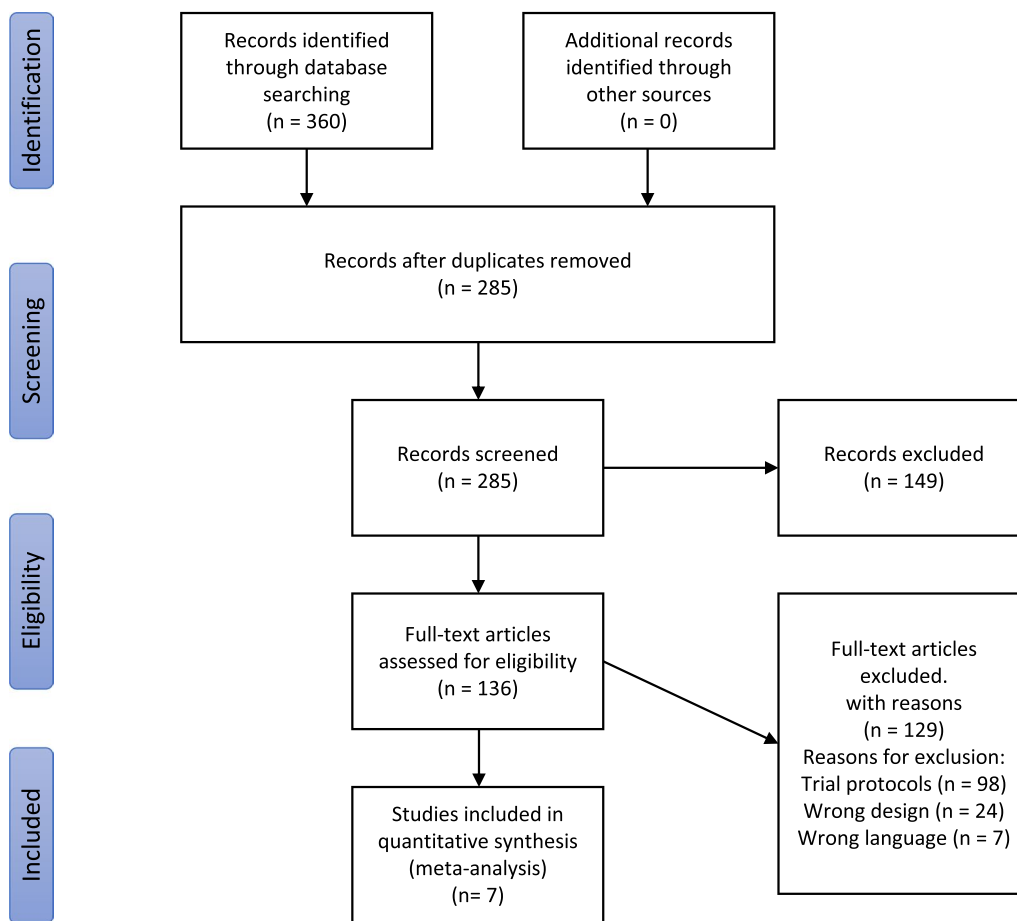 Identification
Records identified
through database
searching
(n = 360)
Additional records
identified through
other sources
(n = 0)
Records after duplicates removed
(n = 285)
Screening
Records screened
(n = 285)
Records excluded
(n = 149)
Eligibility
Full-text articles
assessed for eligibility
(n = 136)
Full-text articles
excluded.
with reasons
(n = 129)
Reasons for exclusion:
Trial protocols (n = 98)
Wrong design (n = 24)
Wrong language (n = 7)
Included
Studies included in
quantitative synthesis
(meta-analysis)
(n= 7)